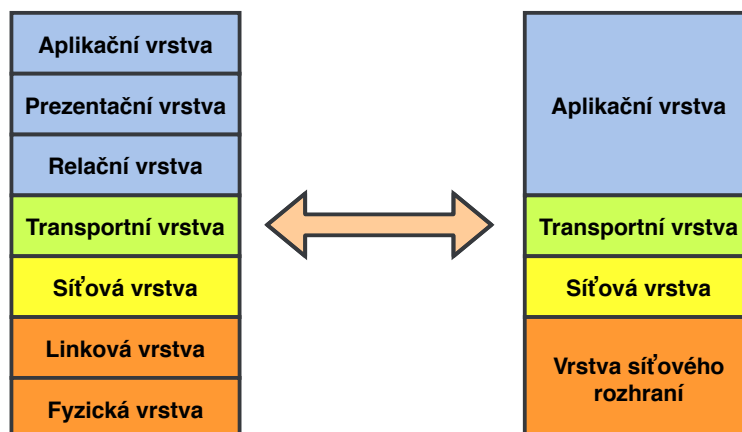 Aplikační vrstva
Prezentační vrstva
Relační vrstva
Transportní vrstva
Síťová vrstva
Linková vrstva
Fyzická vrstva
Aplikační vrstva
Transportní vrstva
Síťová vrstva
Vrstva síťového
rozhraní